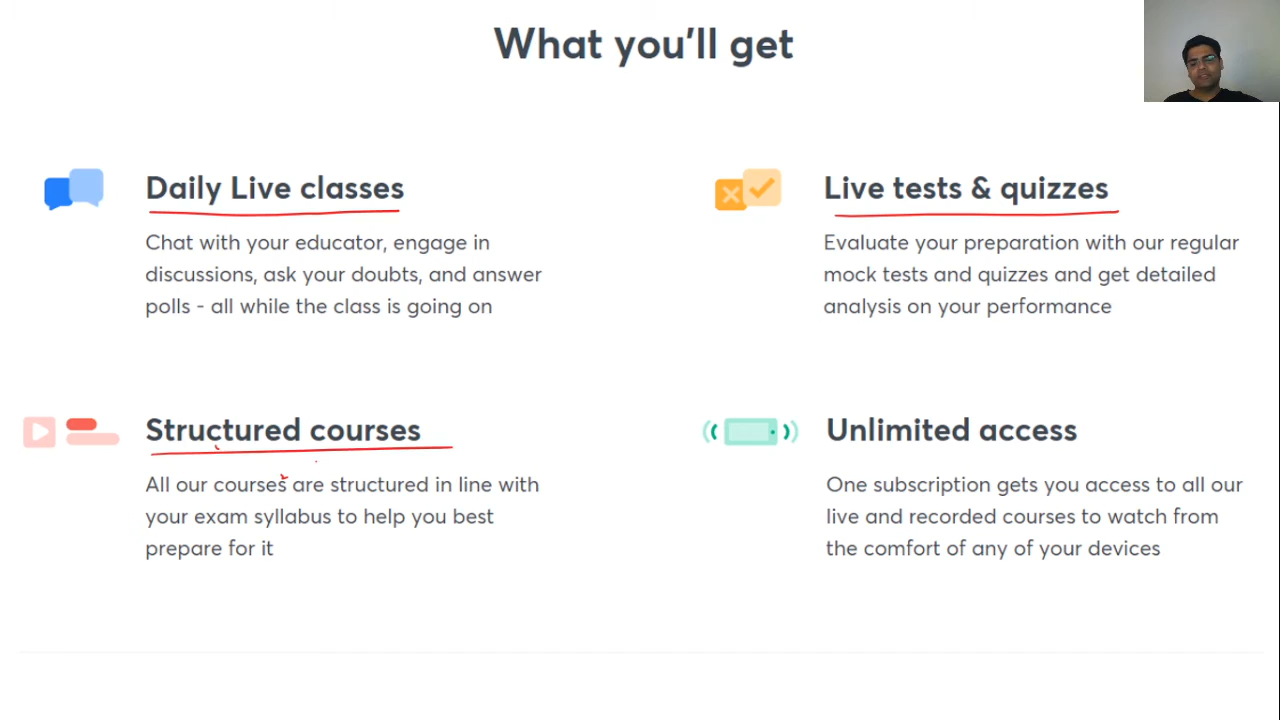 What you'll get
Daily Live classes
Chat with your educator, engage in
discussions, ask your doubts, and answer
polls - all while the class is going on
Live tests & quizzes
Evaluate your preparation with our regular
mock tests and quizzes and get detailed
analysis on your performance
Structured courses
All our courses are structured in line with
your exam syllabus to help you best
prepare for it
Unlimited access
One subscription gets you access to all our
live and recorded courses to watch from
the comfort of any of your devices